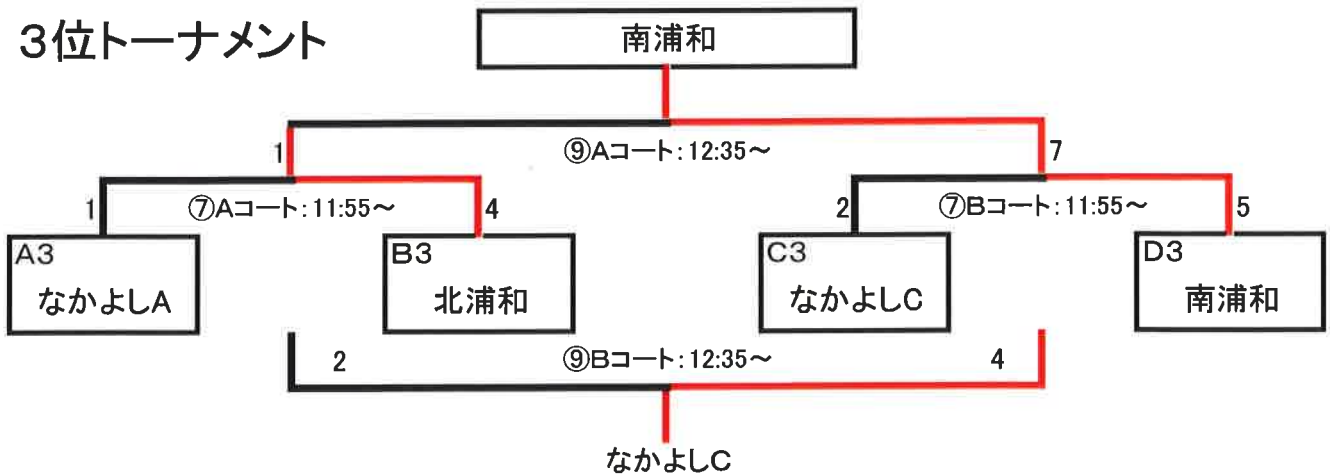 3位トーナメント
南浦和
1 ⑨Aコート:12:35~ 7
1 ⑦Aコート:11:55~ 4 2 ⑦Bコート:11:55~ 5
A3 B3 C3 D3
なかよしA 北浦和 なかよしC 南浦和
2 ⑨Bコート:12:35~ 4
なかよしC